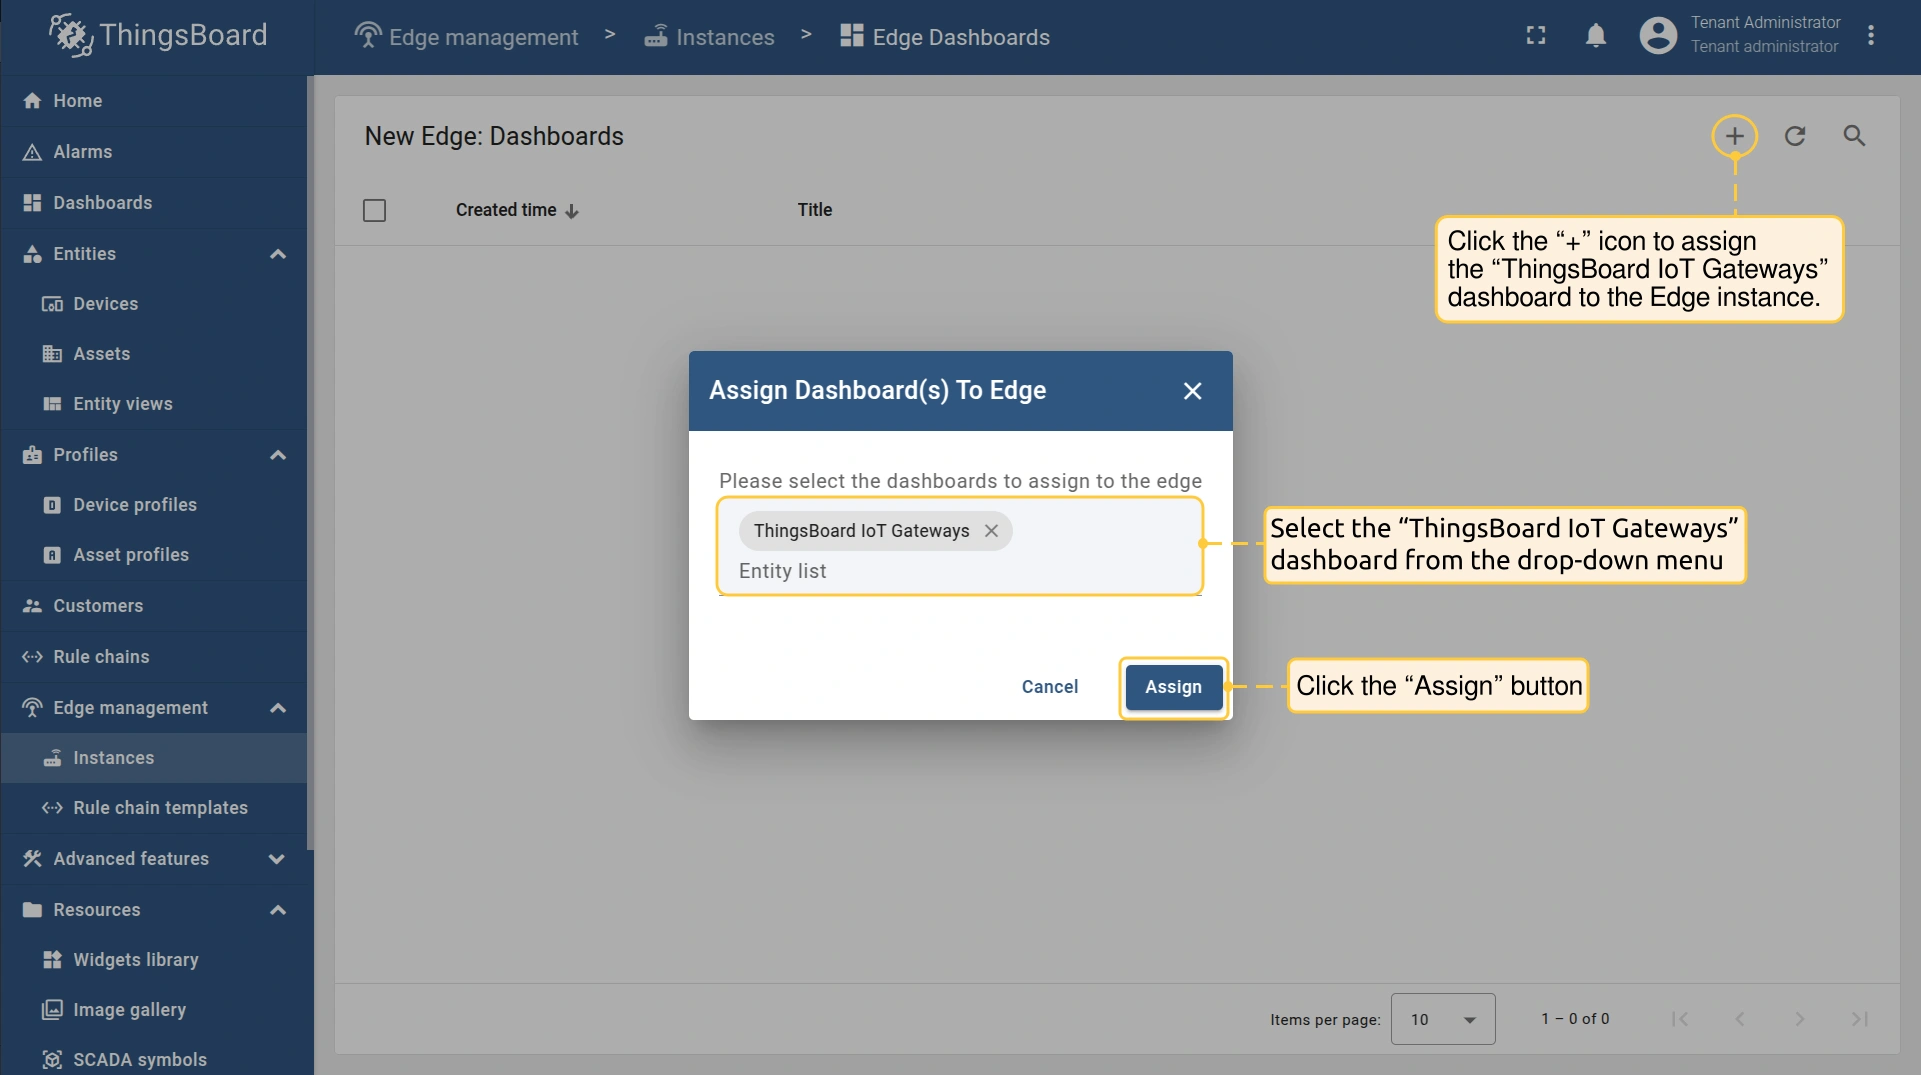 ThingsBoard
Edge management > Instances > Edge Dashboards
Tenant Administrator
Tenant administrator
Home
Alarms
Dashboards
Entities
Devices
Assets
Entity views
Profiles
Device profiles
Asset profiles
Customers
Rule chains
Edge management
Instances
Rule chain templates
Advanced features
Resources
Widgets library
Image gallery
SCADA symbols
New Edge: Dashboards
Created time
Title
Click the “+” icon to assign
the “ThingsBoard IoT Gateways”
dashboard to the Edge instance.
Assign Dashboard(s) To Edge
Please select the dashboards to assign to the edge
ThingsBoard IoT Gateways
Entity list
Select the “ThingsBoard IoT Gateways”
dashboard from the drop-down menu
Cancel
Assign
Click the “Assign” button
Items per page: 10 1 – 0 of 0